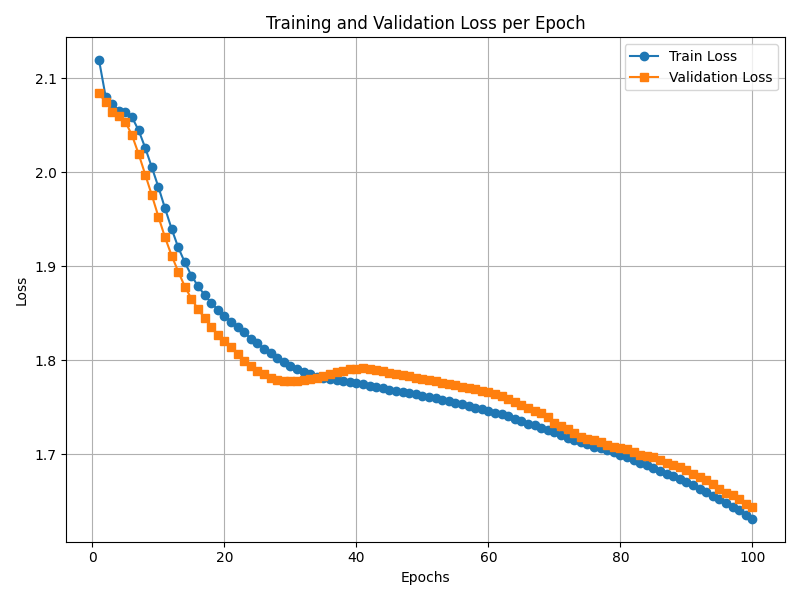 Training and Validation Loss per Epoch
Train Loss
Validation Loss
2.1
2.0
1.9
1.8
1.7
Loss
0 20 40 60 80 100
Epochs